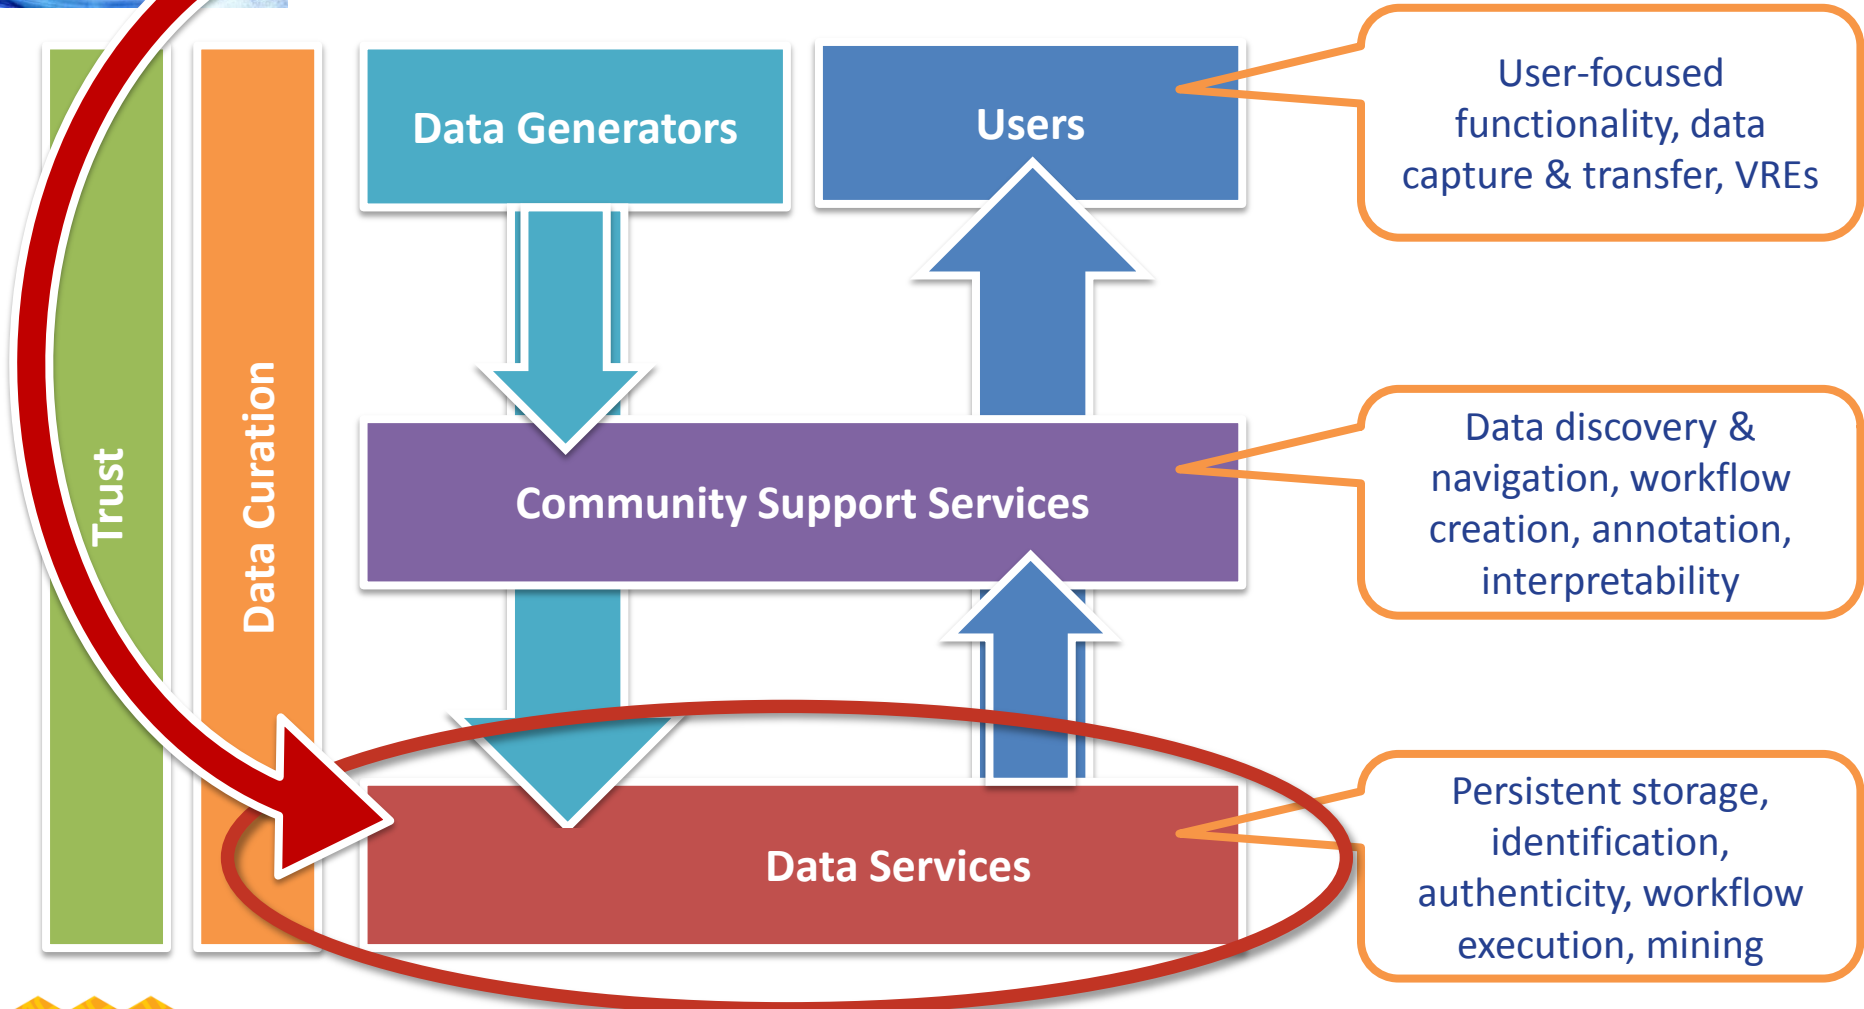 Trust
Data Curation
Data Generators
Users
User-focused
functionality, data
capture & transfer, VREs
Community Support Services
Data discovery &
navigation, workflow
creation, annotation,
interpretability
Data Services
Persistent storage,
identification,
authenticity, workflow
execution, mining